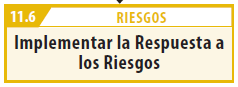 11.6 RIESGOS
Implementar la Respuesta a
los Riesgos